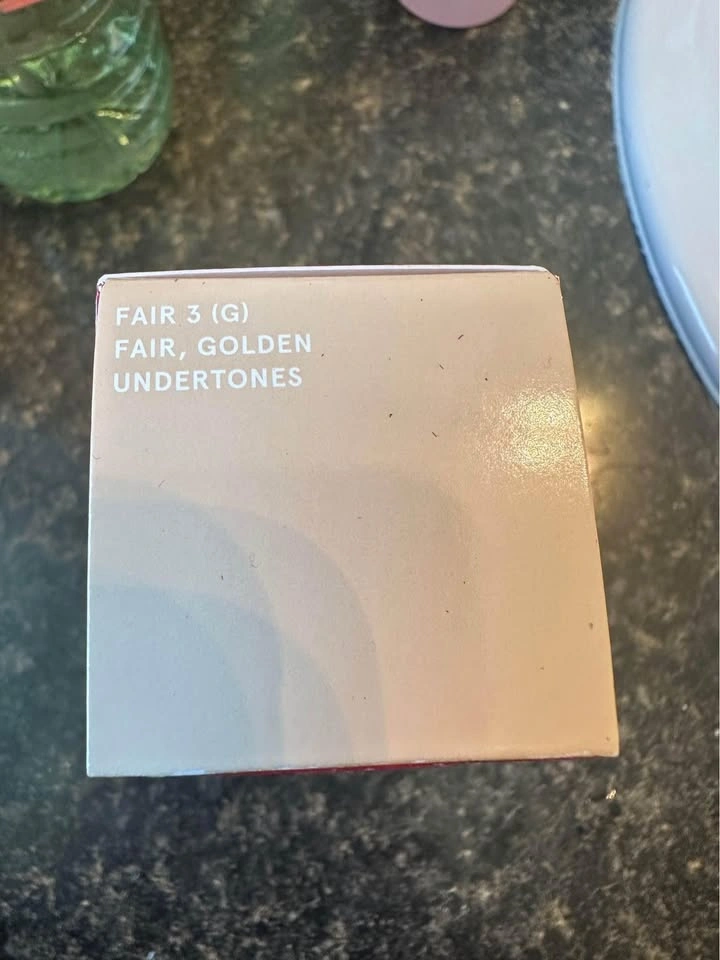 FAIR 3 (G)
FAIR, GOLDEN
UNDERTONES